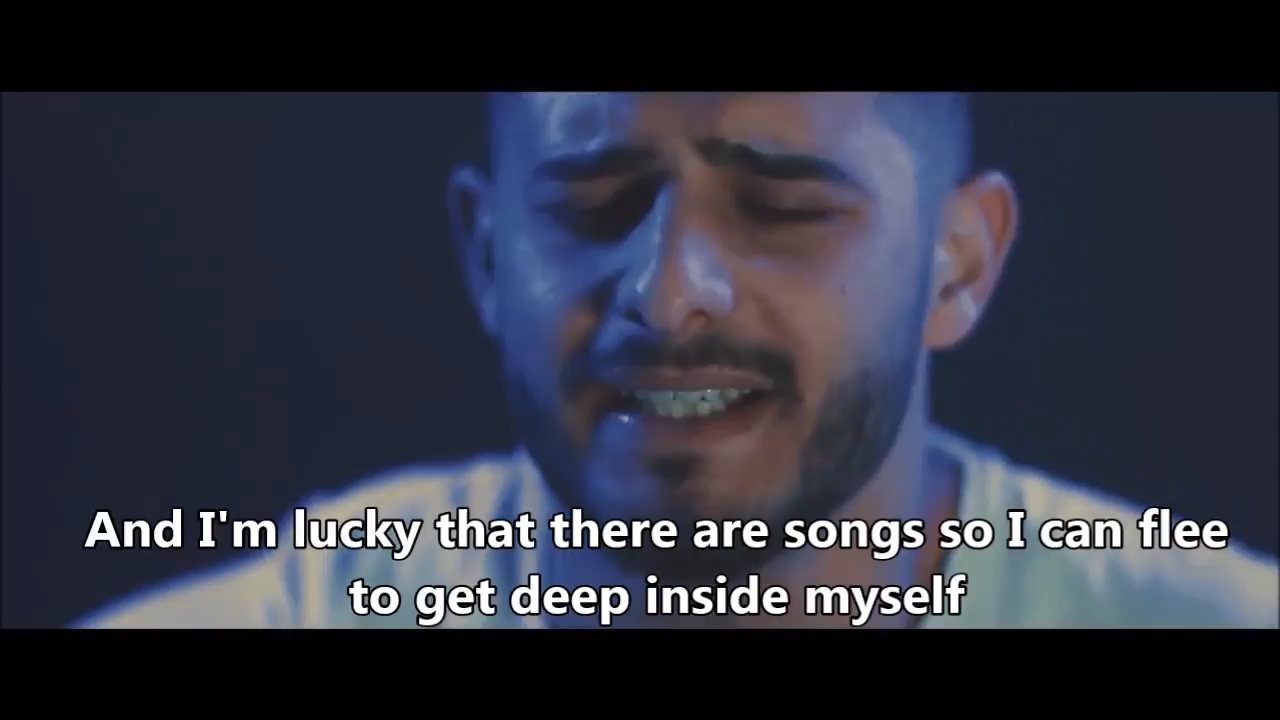 And I'm lucky that there are songs so I can flee
to get deep inside myself